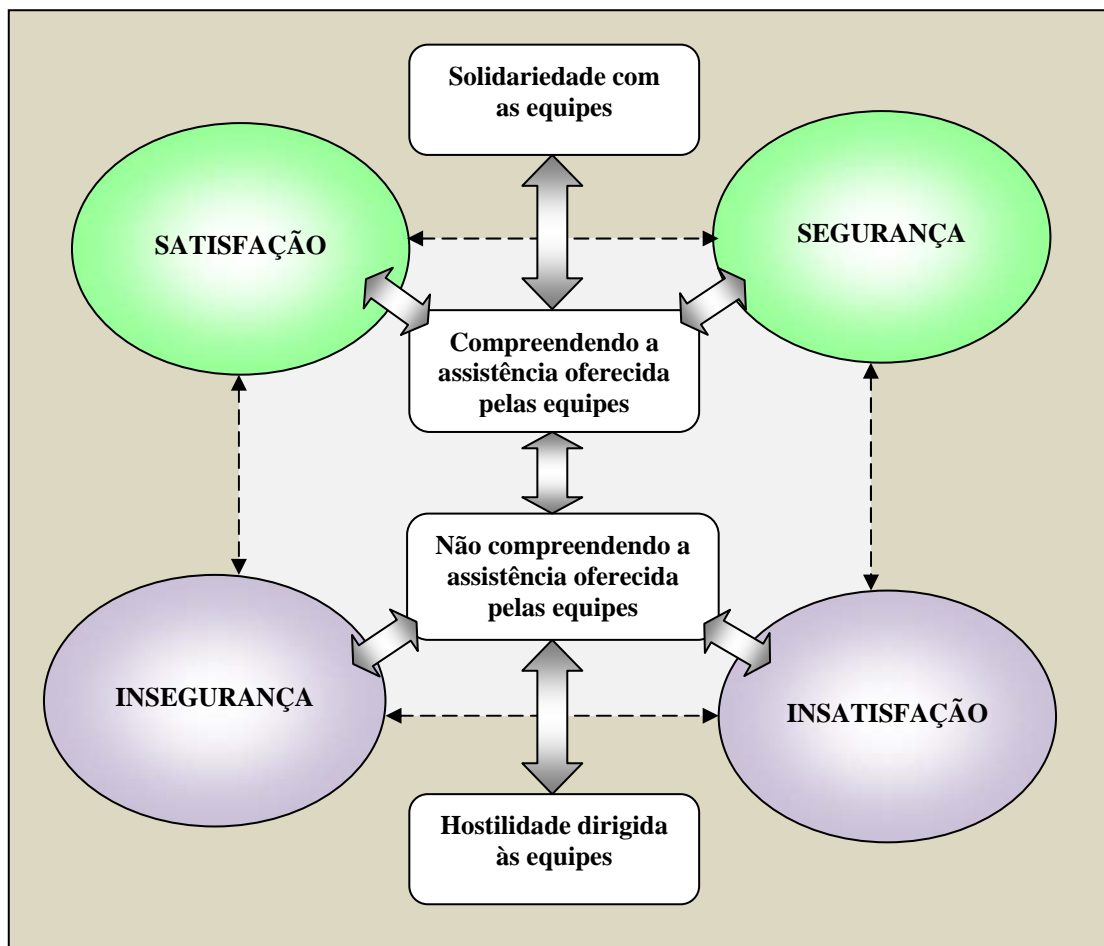 Solidariedade com
as equipes
SATISFAÇÃO
SEGURANÇA
Compreendendo a
assistência oferecida
pelas equipes
Não compreendendo a
assistência oferecida
pelas equipes
INSEGURANÇA
INSATISFAÇÃO
Hostilidade dirigida
às equipes